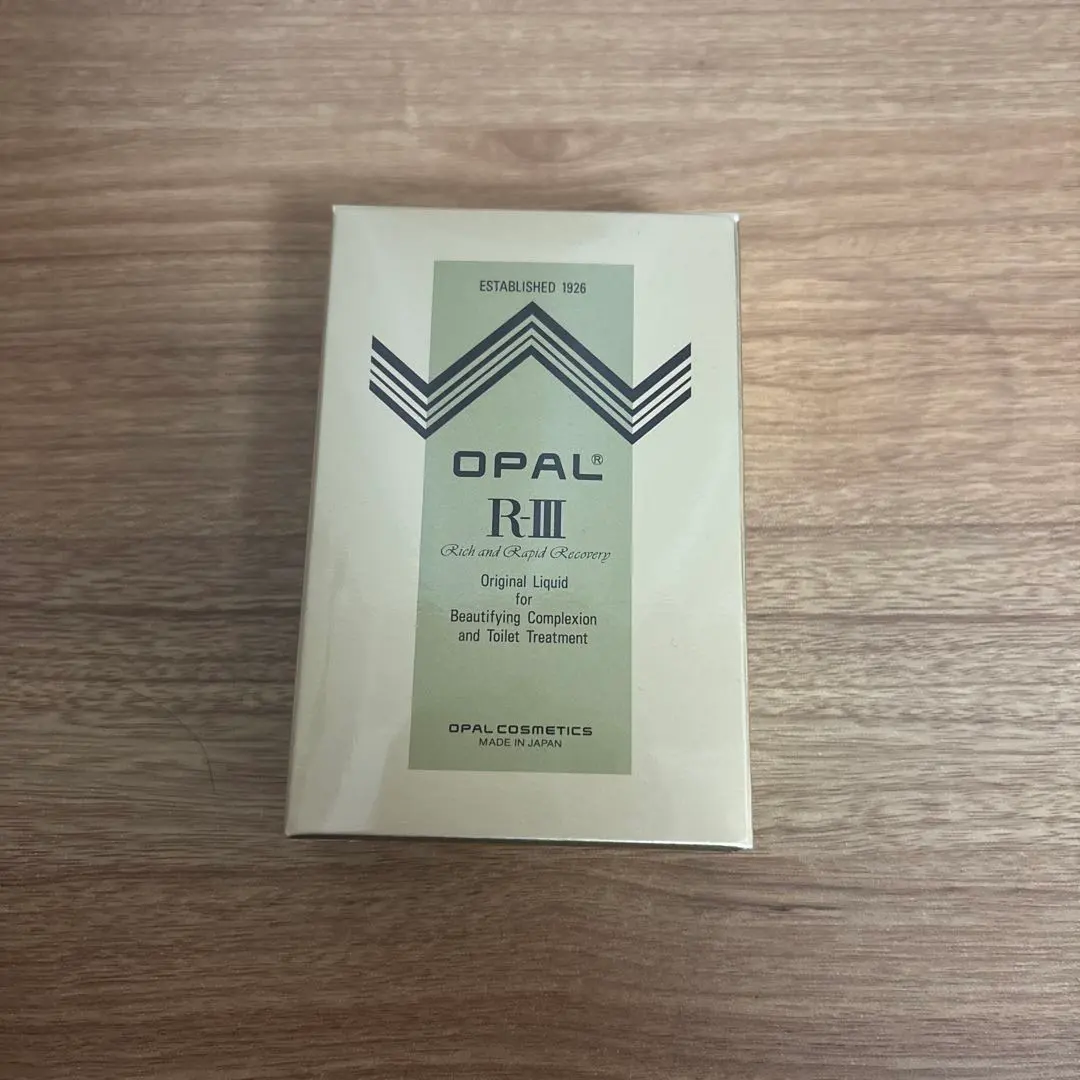 ESTABLISHED 1926
OPAL®
R-III
Rich and Rapid Recovery
Original Liquid
for
Beautifying Complexion
and Toilet Treatment
OPAL COSMETICS
MADE IN JAPAN